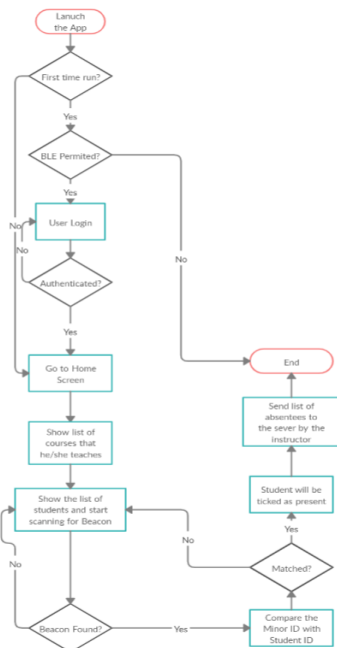 Lanuch
the App
First time run?
Yes
BLE Permited?
Yes
User Login
No
No
No
Authenticated?
Yes
Go to Home
Screen
End
Show list of
courses that
he/she teaches
Send list of
absentees to
the sever by the
instructor
Show the list of
students and start
scanning for Beacon
Student will be
ticked as present
Yes
No
Matched?
No
Beacon Found?
Yes
Compare the
Minor ID with
Student ID